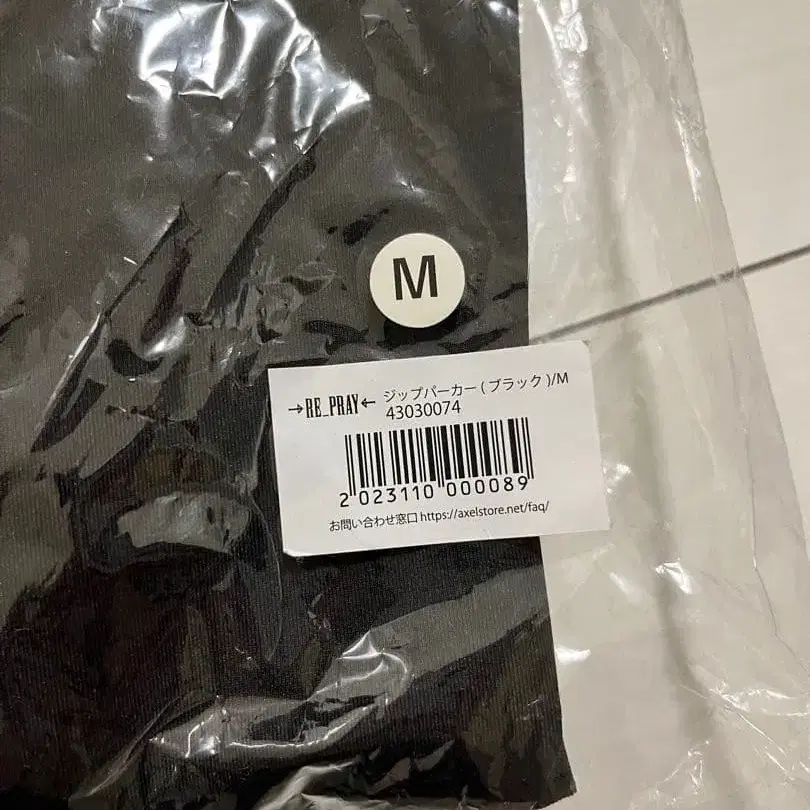 M
→RE_PRAY← ジップパーカー ( ブラック )/M
43030074
2 023110 000089
お問い合わせ窓口 https://axelstore.net/faq/